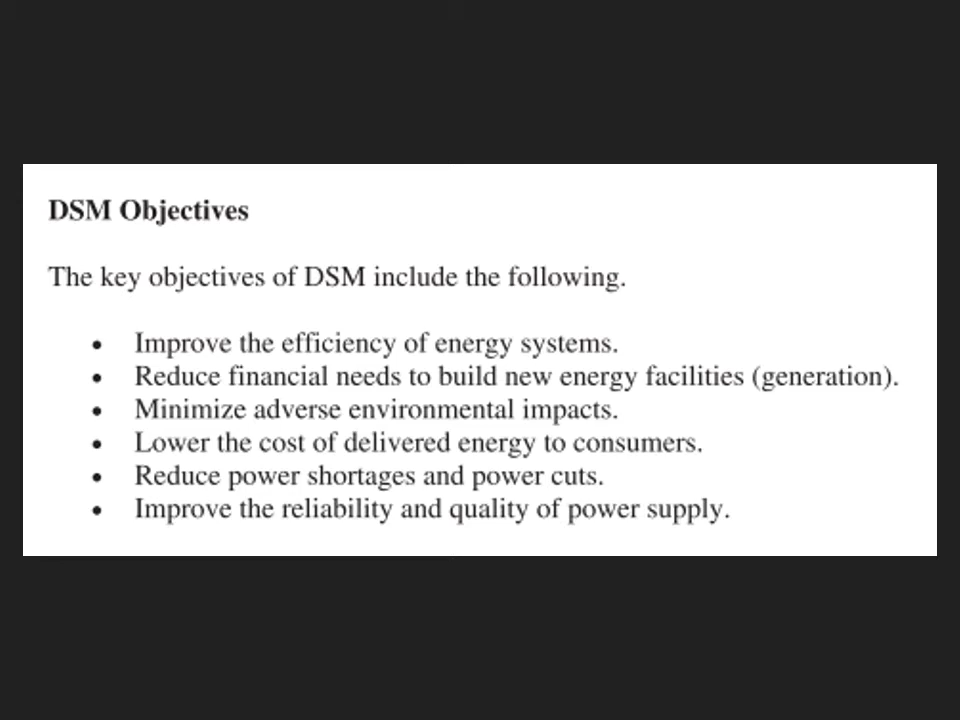 DSM Objectives
The key objectives of DSM include the following.
• Improve the efficiency of energy systems.
• Reduce financial needs to build new energy facilities (generation).
• Minimize adverse environmental impacts.
• Lower the cost of delivered energy to consumers.
• Reduce power shortages and power cuts.
• Improve the reliability and quality of power supply.